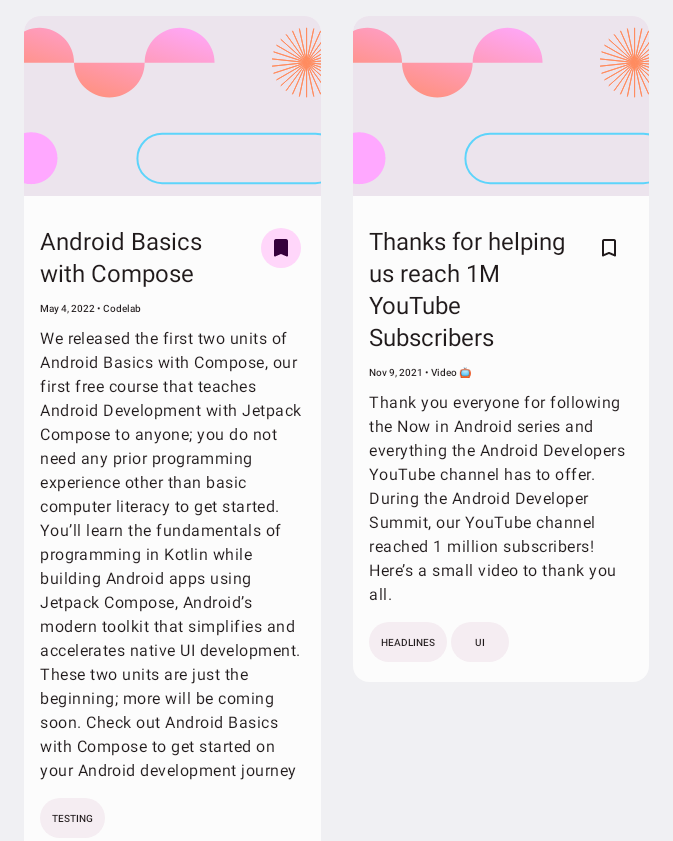 Android Basics
with Compose
May 4, 2022 • Codelab
We released the first two units of
Android Basics with Compose, our
first free course that teaches
Android Development with Jetpack
Compose to anyone; you do not
need any prior programming
experience other than basic
computer literacy to get started.
You’ll learn the fundamentals of
programming in Kotlin while
building Android apps using
Jetpack Compose, Android’s
modern toolkit that simplifies and
accelerates native UI development.
These two units are just the
beginning; more will be coming
soon. Check out Android Basics
with Compose to get started on
your Android development journey
TESTING
Thanks for helping
us reach 1M
YouTube
Subscribers
Nov 9, 2021 • Video 📺
Thank you everyone for following
the Now in Android series and
everything the Android Developers
YouTube channel has to offer.
During the Android Developer
Summit, our YouTube channel
reached 1 million subscribers!
Here’s a small video to thank you
all.
HEADLINES
UI